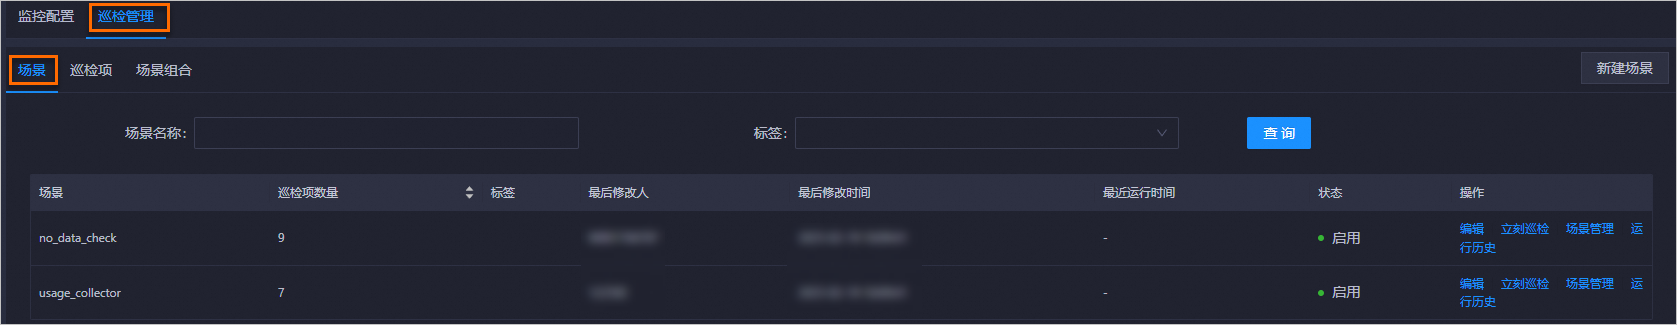 监控配置 巡检管理
场景 巡检项 场景组合 新建场景
场景名称: 标签: 查 询
场景 巡检项数量 标签 最后修改人 最后修改时间 最近运行时间 状态 操作
no_data_check 9 - 启用 编辑 立刻巡检 场景管理 运
行历史
usage_collector 7 - 启用 编辑 立刻巡检 场景管理 运
行历史